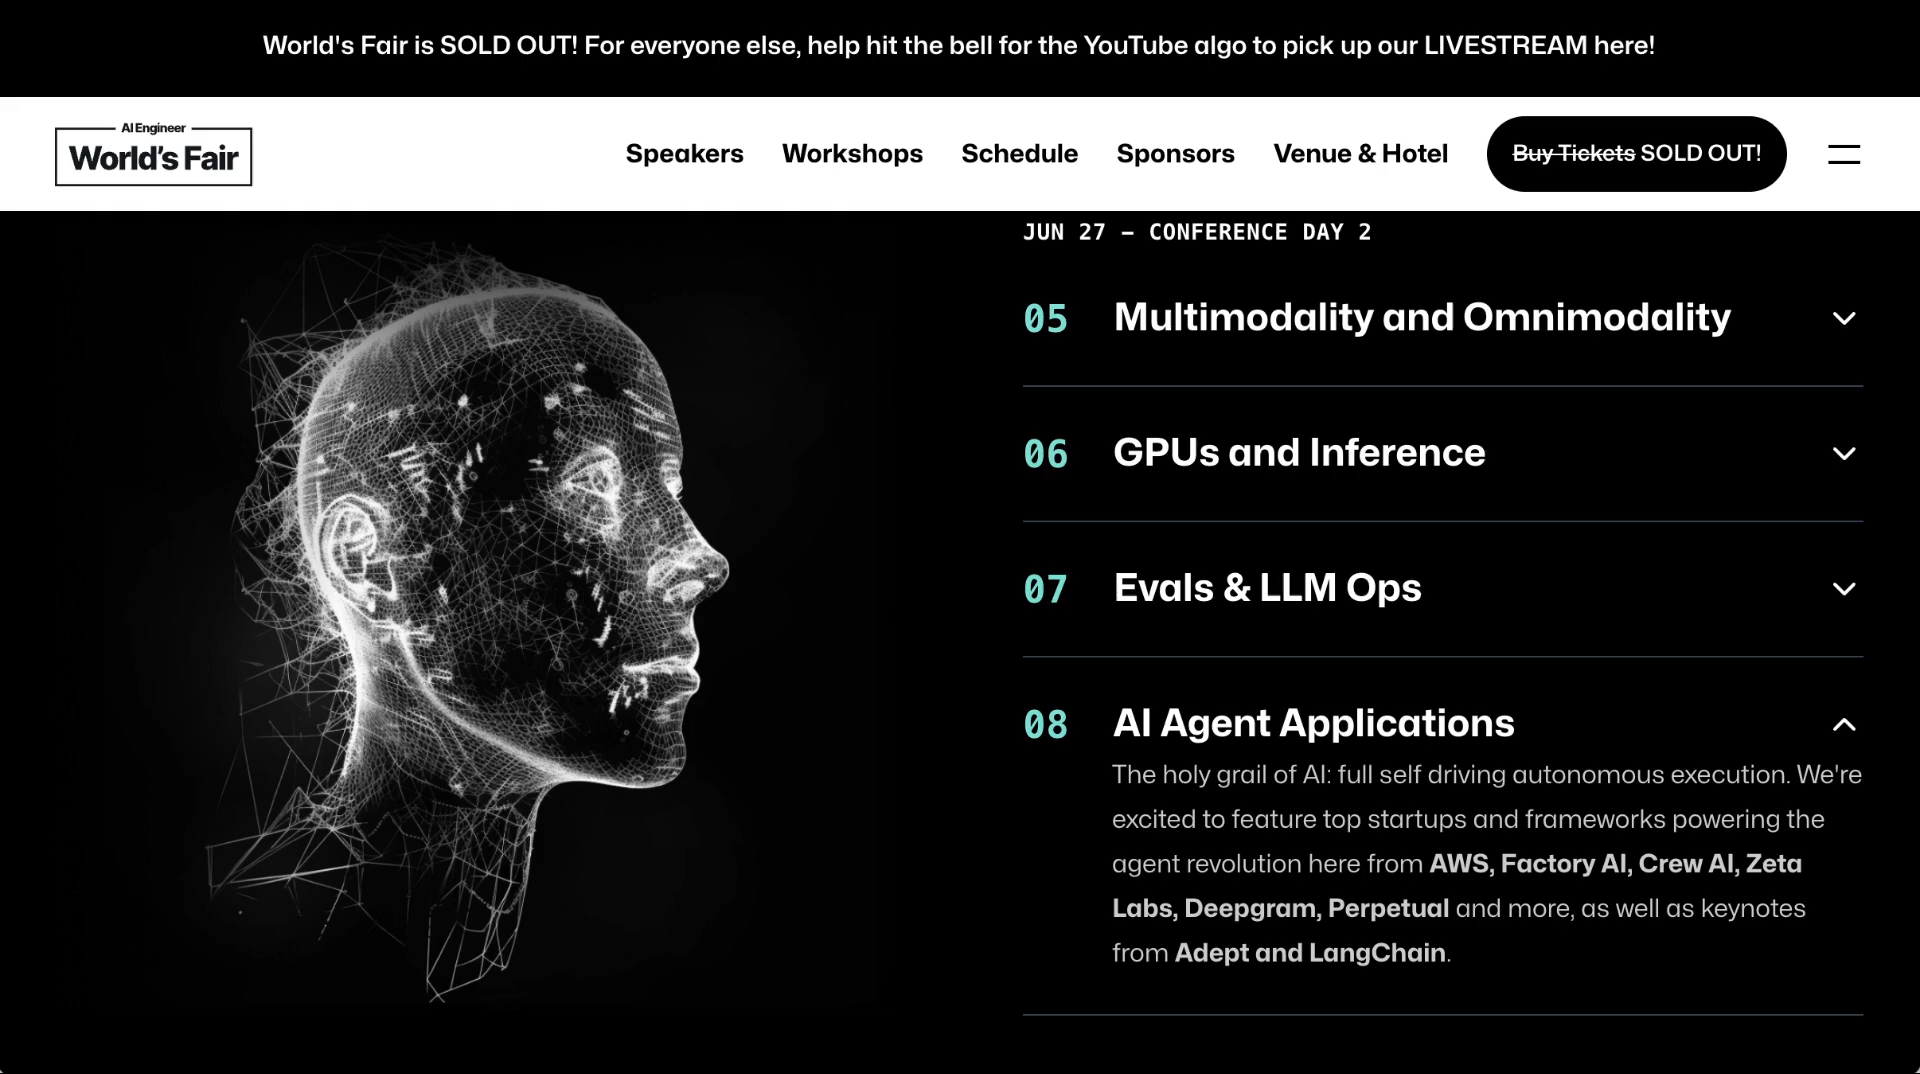 World's Fair is SOLD OUT! For everyone else, help hit the bell for the YouTube algo to pick up our LIVESTREAM here!
AI Engineer
World's Fair
Speakers
Workshops
Schedule
Sponsors
Venue & Hotel
Buy Tickets SOLD OUT!
JUN 27 – CONFERENCE DAY 2
05 Multimodality and Omnimodality
06 GPUs and Inference
07 Evals & LLM Ops
08 AI Agent Applications
The holy grail of AI: full self driving autonomous execution. We're
excited to feature top startups and frameworks powering the
agent revolution here from AWS, Factory AI, Crew AI, Zeta
Labs, Deepgram, Perpetual and more, as well as keynotes
from Adept and LangChain.